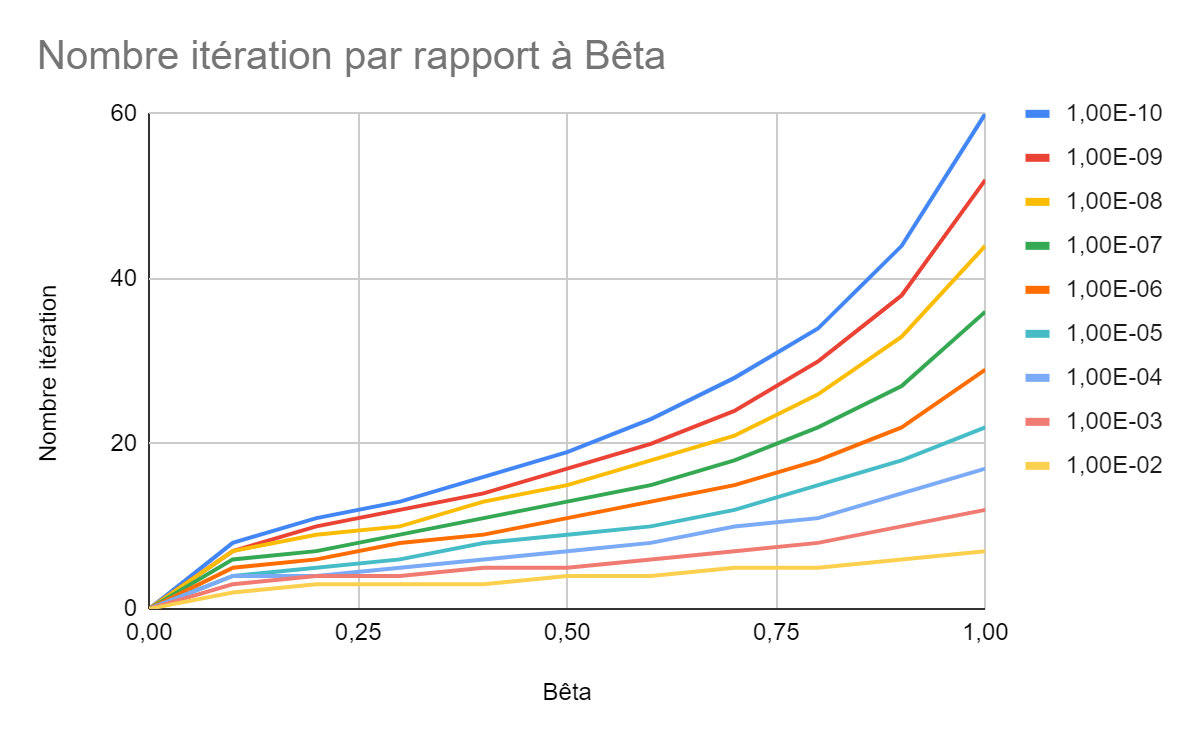 Nombre itération par rapport à Bêta
60
40
20
0
Nombre itération
0,00
0,25
0,50
0,75
1,00
Bêta
1,00E-10
1,00E-09
1,00E-08
1,00E-07
1,00E-06
1,00E-05
1,00E-04
1,00E-03
1,00E-02